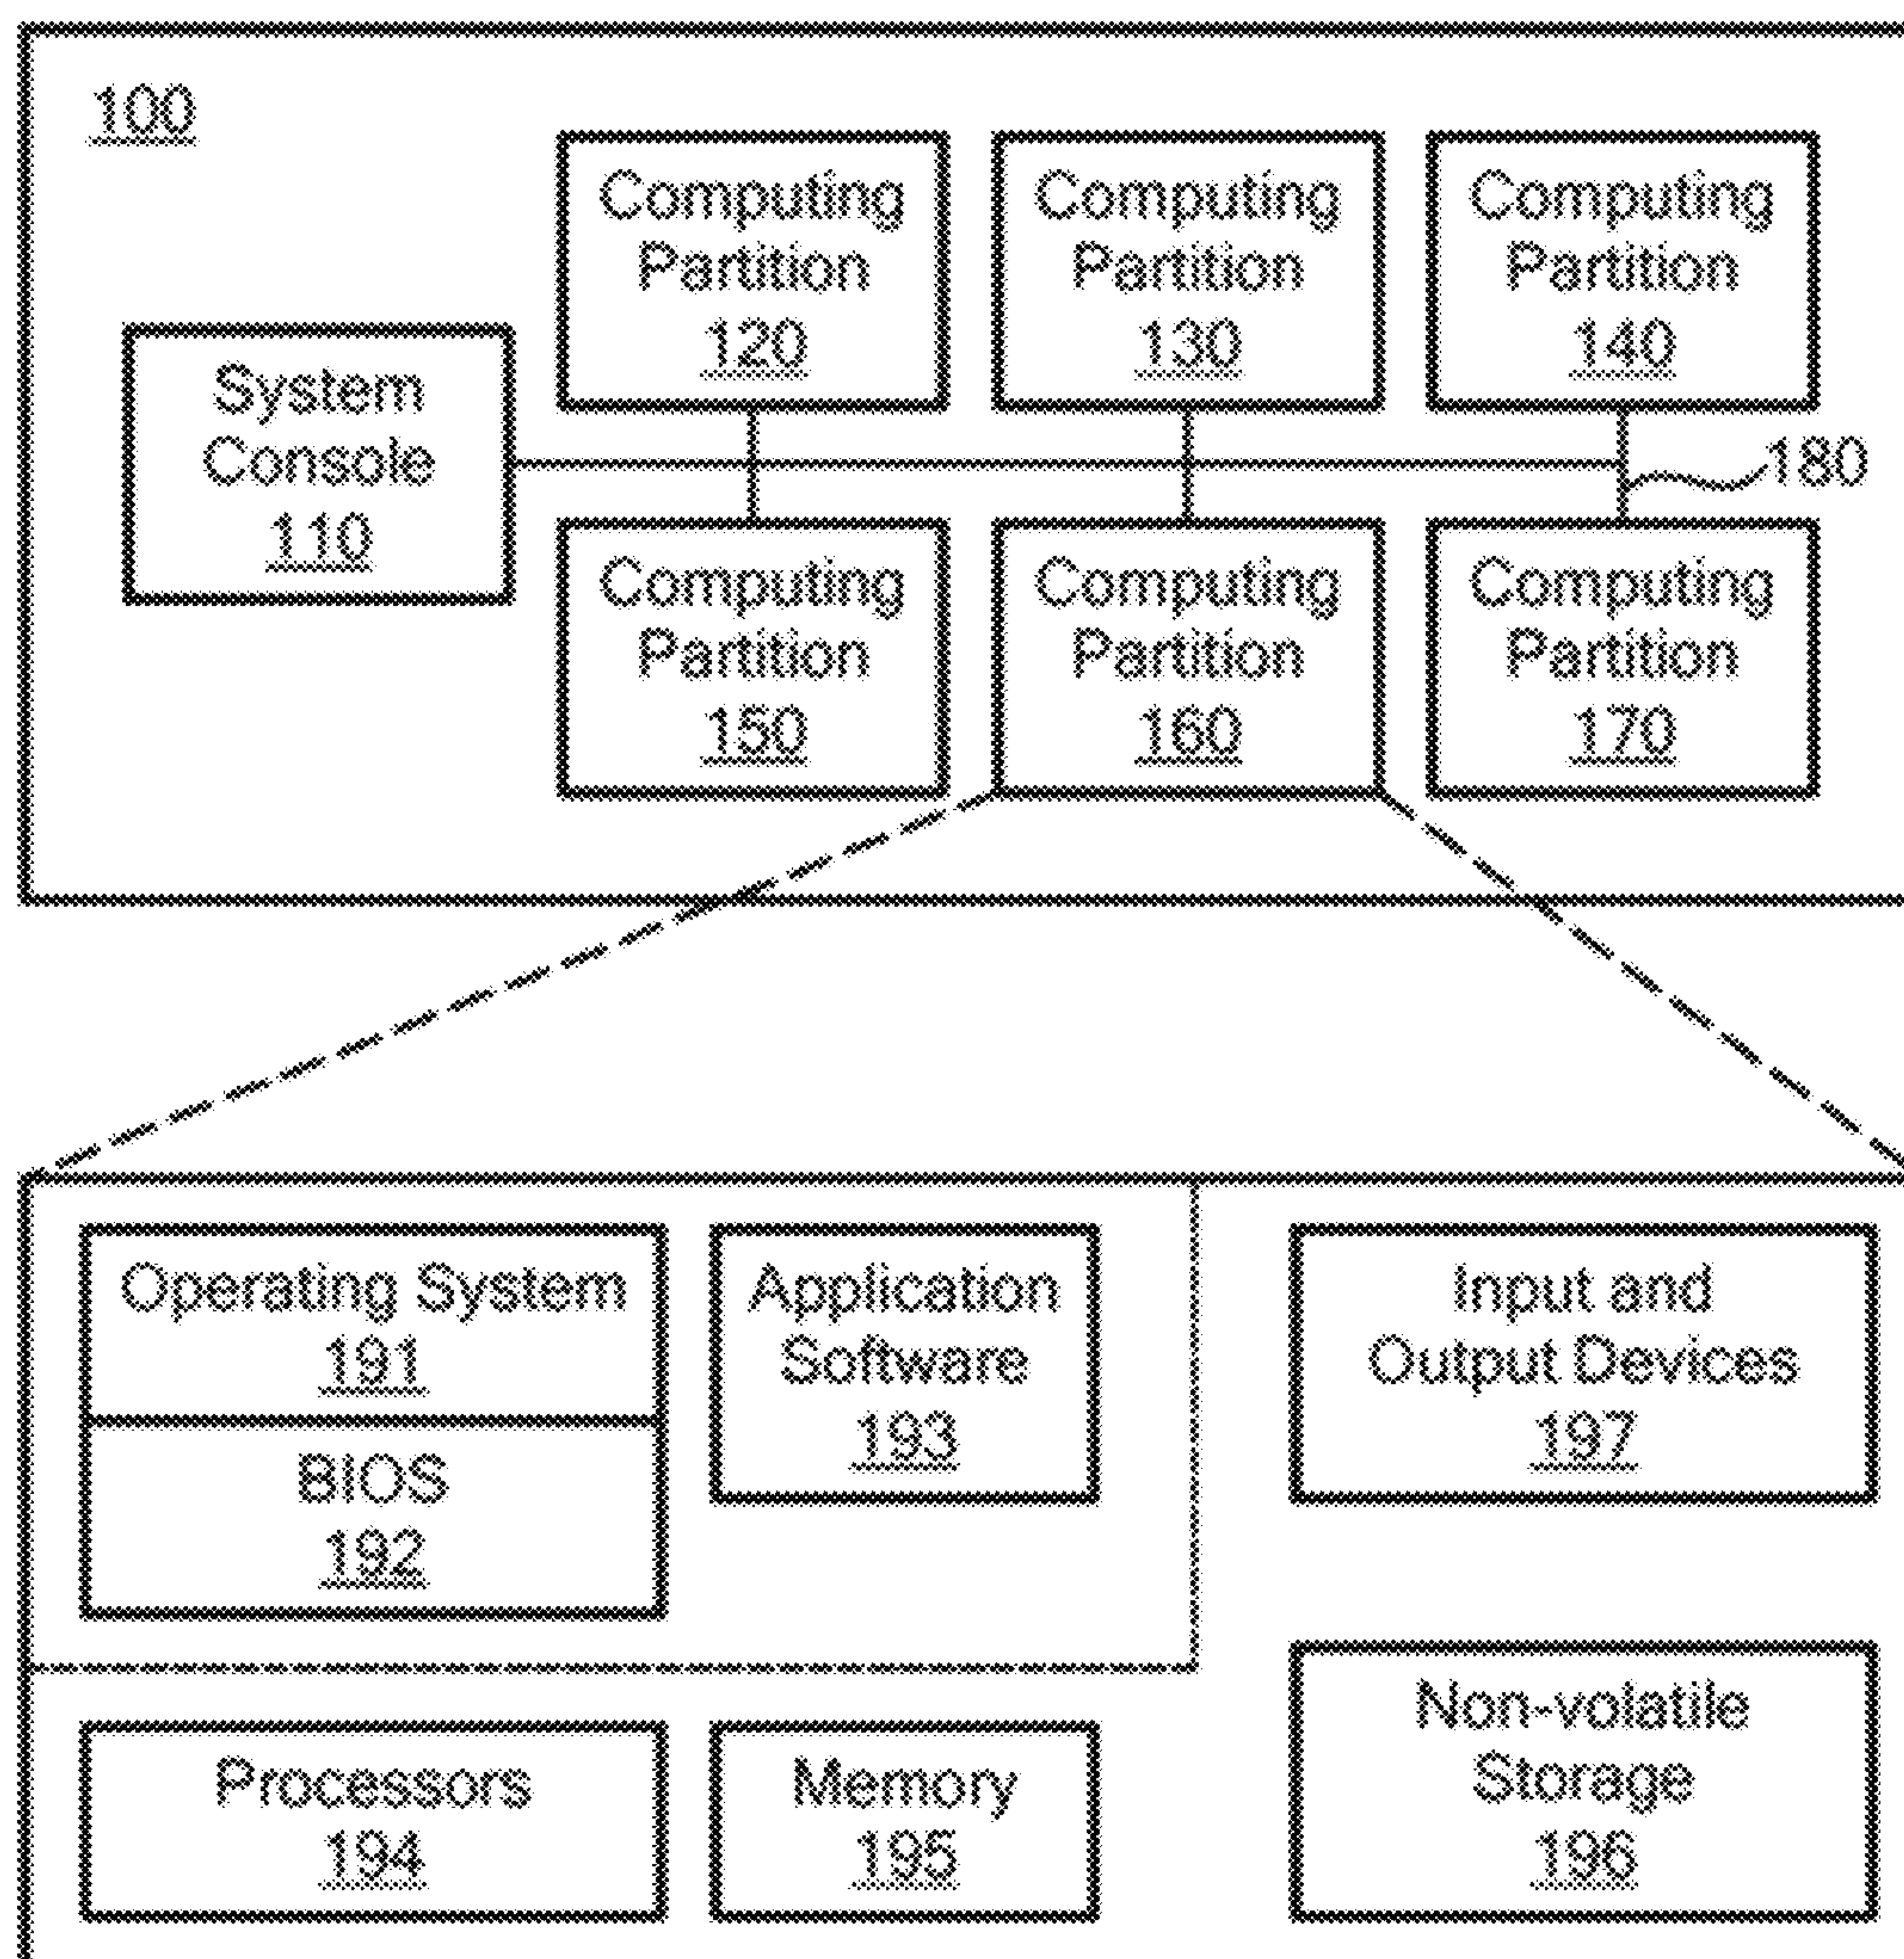 100
Computing
Partition
120
Computing
Partition
130
Computing
Partition
140
System
Console
110
180
Computing
Partition
150
Computing
Partition
160
Computing
Partition
170
Operating System
191
BIOS
192
Application
Software
193
Input and
Output Devices
197
Processors
194
Memory
195
Non-volatile
Storage
196